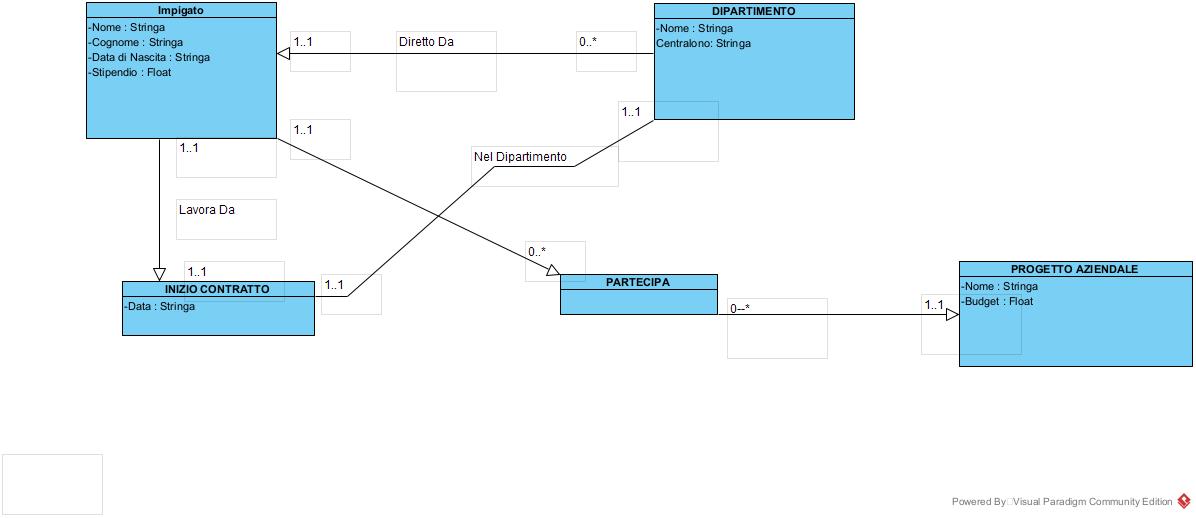 Impigato
-Nome : Stringa
-Cognome : Stringa
-Data di Nascita : Stringa
-Stipendio : Float
1..1
Diretto Da
0..*
DIPARTIMENTO
-Nome : Stringa
Centralono: Stringa
1..1
1..1
1..1
Nel Dipartimento
Lavora Da
0..*
1..1
1..1
INIZIO CONTRATTO
-Data : Stringa
PARTECIPA
0--*
1..1
PROGETTO AZIENDALE
-Nome : Stringa
-Budget : Float
Powered By Visual Paradigm Community Edition